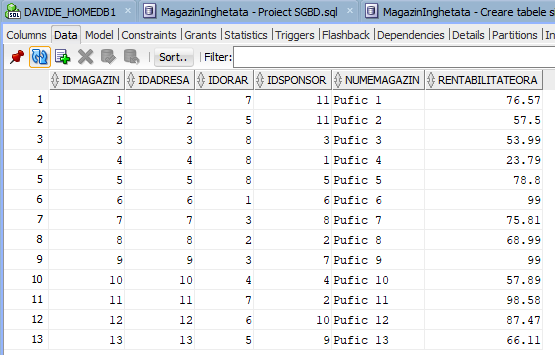 DAVIDE_HOMEDB1 MagazinInghetata - Proiect SGBD.sql MagazinInghetata - Creare tabele s
Columns Data Model Constraints Grants Statistics Triggers Flashback Dependencies Details Partitions In
Sort.. Filter:
IDMAGAZIN IDADRESA IDORAR IDSPONSOR NUMEMAGAZIN RENTABILITATEORA
1 1 1 7 11 Pufic 1 76.57
2 2 2 5 11 Pufic 2 57.5
3 3 3 8 3 Pufic 3 53.99
4 4 4 8 1 Pufic 4 23.79
5 5 5 8 5 Pufic 5 78.8
6 6 6 1 6 Pufic 6 99
7 7 7 3 8 Pufic 7 75.81
8 8 8 2 2 Pufic 8 68.99
9 9 9 3 7 Pufic 9 99
10 10 10 4 4 Pufic 10 57.89
11 11 11 7 2 Pufic 11 98.58
12 12 12 6 10 Pufic 12 87.47
13 13 13 5 9 Pufic 13 66.11